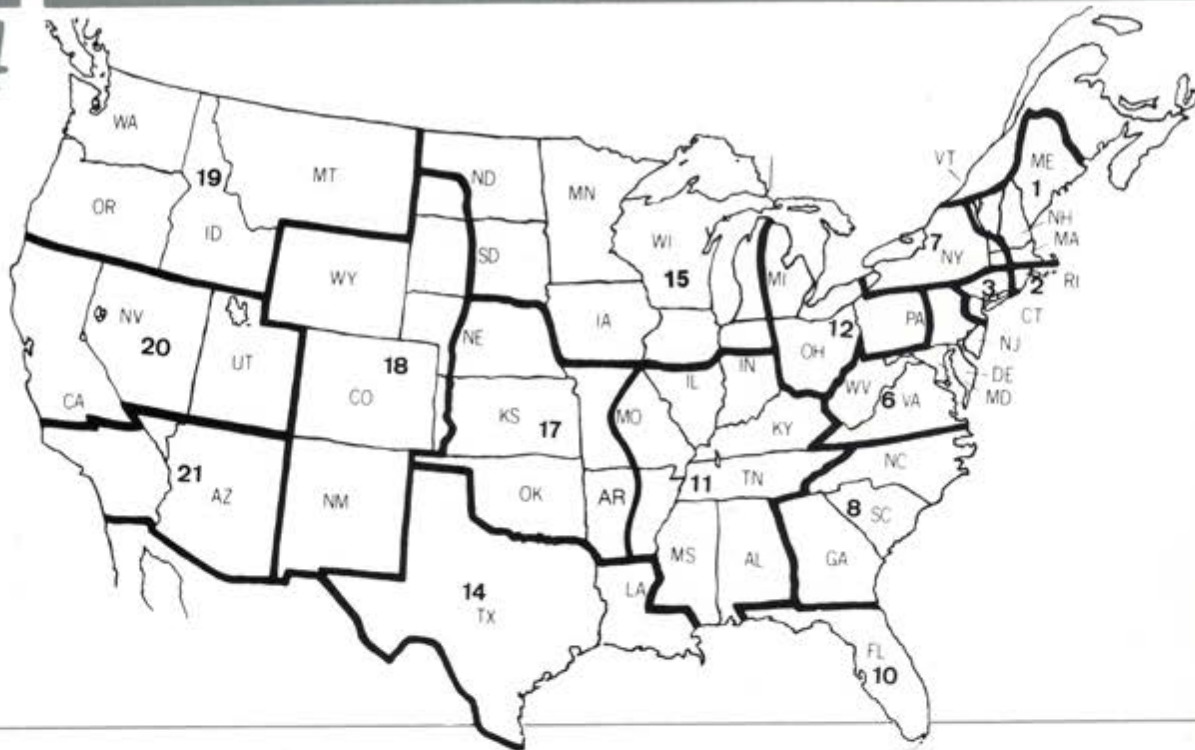 WA
MT
ND
MN
VT
ME
19
1
OR
ID
WI
NH
7
NY
MA
SD
WY
15
MI
3
2
RI
NV
IA
12
PA
CT
20
NE
OH
NJ
UT
18
IN
DE
CO
IL
WV
6
VA
MD
CA
KS
17
MO
KY
NC
21
AZ
NM
OK
AR
11
TN
8
SC
MS
AL
GA
14
TX
LA
FL
10